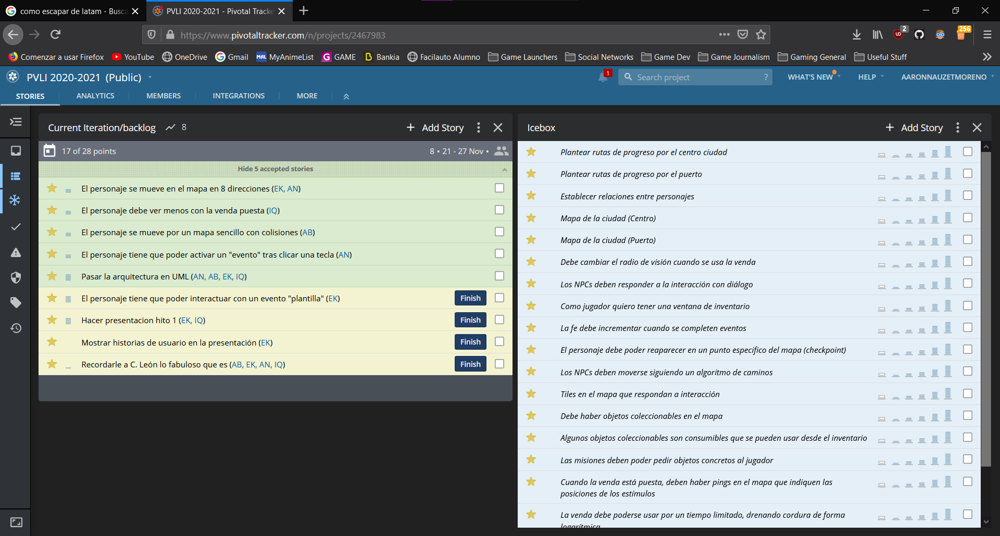 como escapar de latam - Busca
PVLI 2020-2021 - Pivotal Tracke
https://www.pivotaltracker.com/n/projects/2467983
2
256
Comenzar a usar Firefox
YouTube
OneDrive
Gmail
MAL
MyAnimeList
GAME
Bankia
Facilauto Alumno
Game Launchers
Social Networks
Game Dev
Game Journalism
Gaming General
Useful Stuff
PVLI 2020-2021 (Public)
1
Search project
?
WHAT'S NEW
HELP
AARONNAUZETMORENO
STORIES
ANALYTICS
MEMBERS
INTEGRATIONS
MORE
Current Iteration/backlog
8
+ Add Story
17 of 28 points
8 • 21 - 27 Nov •
Hide 5 accepted stories
El personaje se mueve en el mapa en 8 direcciones (EK, AN)
El personaje debe ver menos con la venda puesta (IQ)
El personaje se mueve por un mapa sencillo con colisiones (AB)
El personaje tiene que poder activar un "evento" tras clicar una tecla (AN)
Pasar la arquitectura en UML (AN, AB, EK, IQ)
El personaje tiene que poder interactuar con un evento "plantilla" (EK)
Finish
Hacer presentacion hito 1 (EK, IQ)
Finish
Mostrar historias de usuario en la presentación (EK)
Finish
Recordarle a C. León lo fabuloso que es (AB, EK, AN, IQ)
Finish
Icebox
+ Add Story
Plantear rutas de progreso por el centro ciudad
Plantear rutas de progreso por el puerto
Establecer relaciones entre personajes
Mapa de la ciudad (Centro)
Mapa de la ciudad (Puerto)
Debe cambiar el radio de visión cuando se usa la venda
Los NPCs deben responder a la interacción con diálogo
Como jugador quiero tener una ventana de inventario
La fe debe incrementar cuando se completen eventos
El personaje debe poder reaparecer en un punto especifico del mapa (checkpoint)
Los NPCs deben moverse siguiendo un algoritmo de caminos
Tiles en el mapa que respondan a interacción
Debe haber objetos coleccionables en el mapa
Algunos objetos coleccionables son consumibles que se pueden usar desde el inventario
Las misiones deben poder pedir objetos concretos al jugador
Cuando la venda está puesta, deben haber pings en el mapa que indiquen las
posiciones de los estímulos
La venda debe poderse usar por un tiempo limitado, drenando cordura de forma
logarítmica